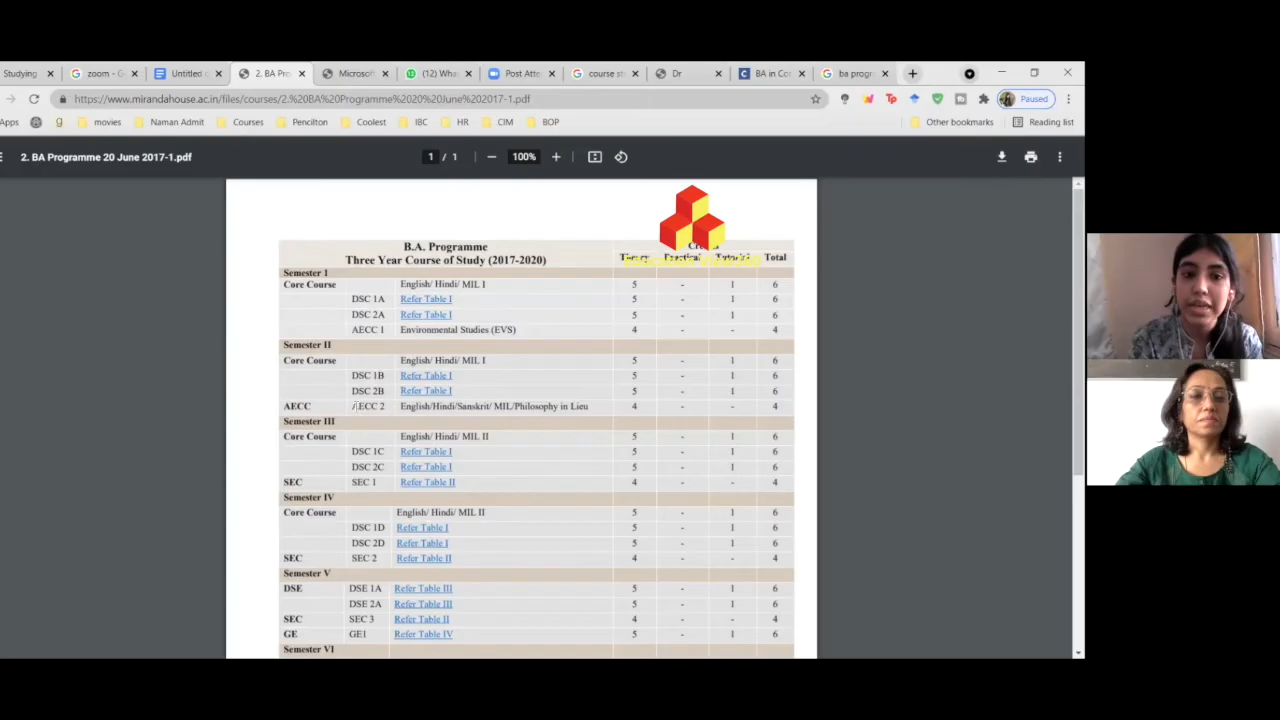 Studying
zoom - G
Untitled
2. BA Pro
Microsof
(12) Wha
Post Atte
course st
Dr
BA in Co
ba progr
https://www.mirandahouse.ac.in/files/courses/2.%20BA%20Programme%2020%20June%202017-1.pdf
Paused
Apps
movies
Naman Admit
Courses
Pencilton
Coolest
IBC
HR
CIM
BOP
Other bookmarks
Reading list
2. BA Programme 20 June 2017-1.pdf
1 / 1
100%
B.A. Programme
Three Year Course of Study (2017-2020)
Theory Practical Total
Semester I
Core Course English/ Hindi/ MIL I 5 - 1 6
DSC 1A Refer Table I 5 - 1 6
DSC 2A Refer Table I 5 - 1 6
AECC 1 Environmental Studies (EVS) 4 - - 4
Semester II
Core Course English/ Hindi/ MIL I 5 - 1 6
DSC 1B Refer Table I 5 - 1 6
DSC 2B Refer Table I 5 - 1 6
AECC AECC 2 English/Hindi/Sanskrit/ MIL/Philosophy in Lieu 4 - - 4
Semester III
Core Course English/ Hindi/ MIL II 5 - 1 6
DSC 1C Refer Table I 5 - 1 6
DSC 2C Refer Table I 5 - 1 6
SEC SEC 1 Refer Table II 4 - - 4
Semester IV
Core Course English/ Hindi/ MIL II 5 - 1 6
DSC 1D Refer Table I 5 - 1 6
DSC 2D Refer Table I 5 - 1 6
SEC SEC 2 Refer Table II 4 - - 4
Semester V
DSE DSE 1A Refer Table III 5 - 1 6
DSE 2A Refer Table III 5 - 1 6
SEC SEC 3 Refer Table II 4 - - 4
GE GE1 Refer Table IV 5 - 1 6
Semester VI